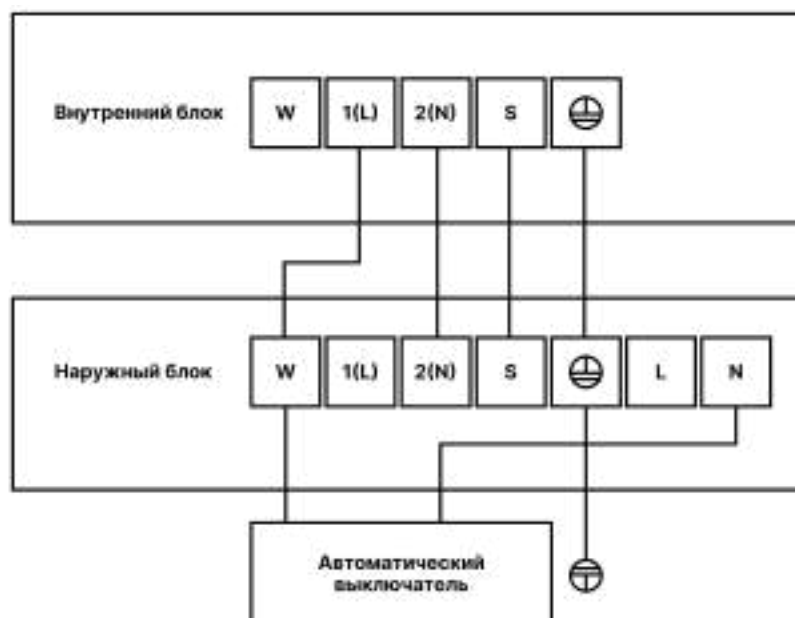 Внутренний блок W 1(L) 2(N) S
Наружный блок W 1(L) 2(N) S L N
Автоматический
выключатель